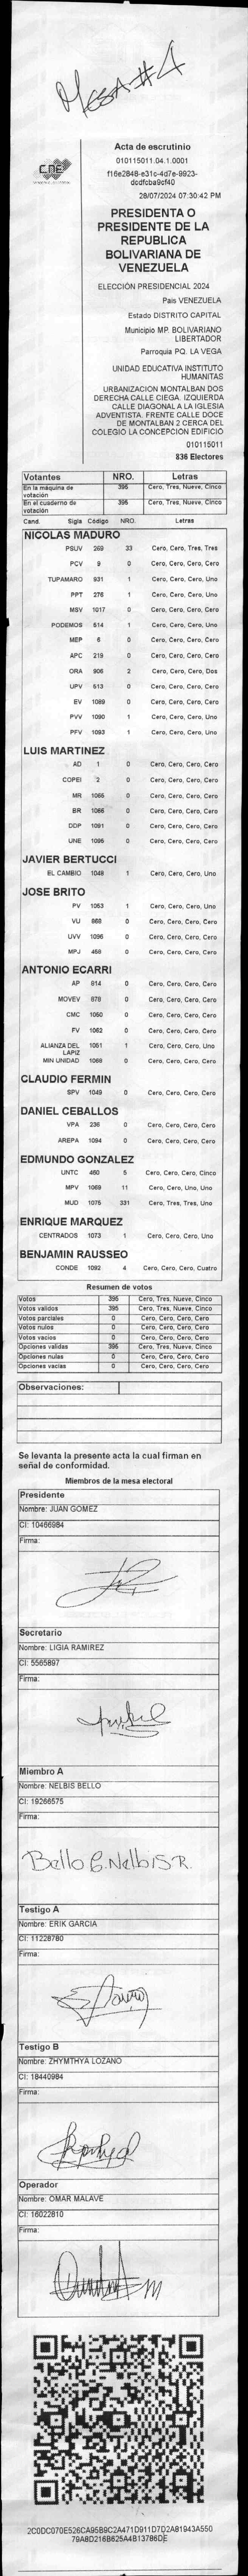 MESA #4
CNE
Acta de escrutinio
010115011.04.1.0001
f16e2848-e31c-4d7e-9923-
dcdfcba9cf40
28/07/2024 07:30:42 PM
PRESIDENTA O
PRESIDENTE DE LA
REPUBLICA
BOLIVARIANA DE
VENEZUELA
ELECCIÓN PRESIDENCIAL 2024
Pais VENEZUELA
Estado DISTRITO CAPITAL
Municipio MP. BOLIVARIANO
LIBERTADOR
Parroquia PQ. LA VEGA
UNIDAD EDUCATIVA INSTITUTO
HUMANITAS
URBANIZACION MONTALBAN DOS
DERECHA CALLE CIEGA. IZQUIERDA
CALLE DIAGONAL A LA IGLESIA
ADVENTISTA. FRENTE CALLE DOCE
DE MONTALBAN 2 CERCA DEL
COLEGIO LA CONCEPCION EDIFICIO
010115011
836 Electores
Votantes NRO. Letras
En la máquina de votación 395 Cero, Tres, Nueve, Cinco
En el cuaderno de votación 395 Cero, Tres, Nueve, Cinco
Cand. Sigla Código NRO. Letras
NICOLAS MADURO
PSUV 269 33 Cero, Cero, Tres, Tres
PCV 9 0 Cero, Cero, Cero, Cero
TUPAMARO 931 1 Cero, Cero, Cero, Uno
PPT 276 1 Cero, Cero, Cero, Uno
MSV 1017 0 Cero, Cero, Cero, Cero
PODEMOS 614 1 Cero, Cero, Cero, Uno
MEP 6 0 Cero, Cero, Cero, Cero
APC 219 0 Cero, Cero, Cero, Cero
ORA 906 2 Cero, Cero, Cero, Dos
UPV 513 0 Cero, Cero, Cero, Cero
EV 1089 0 Cero, Cero, Cero, Cero
PVV 1090 1 Cero, Cero, Cero, Uno
PFV 1093 1 Cero, Cero, Cero, Uno
LUIS MARTINEZ
AD 1 0 Cero, Cero, Cero, Cero
COPEI 2 0 Cero, Cero, Cero, Cero
MR 1065 0 Cero, Cero, Cero, Cero
BR 1066 0 Cero, Cero, Cero, Cero
DDP 1091 0 Cero, Cero, Cero, Cero
UNE 1095 0 Cero, Cero, Cero, Cero
JAVIER BERTUCCI
EL CAMBIO 1048 1 Cero, Cero, Cero, Uno
JOSE BRITO
PV 1053 1 Cero, Cero, Cero, Uno
VU 868 0 Cero, Cero, Cero, Cero
UVV 1096 0 Cero, Cero, Cero, Cero
MPJ 458 0 Cero, Cero, Cero, Cero
ANTONIO ECARRI
AP 814 0 Cero, Cero, Cero, Cero
MOVEV 878 0 Cero, Cero, Cero, Cero
CMC 1050 0 Cero, Cero, Cero, Cero
FV 1052 0 Cero, Cero, Cero, Cero
ALIANZA DEL LAPIZ 1051 1 Cero, Cero, Cero, Uno
MIN UNIDAD 1088 0 Cero, Cero, Cero, Cero
CLAUDIO FERMIN
SPV 1049 0 Cero, Cero, Cero, Cero
DANIEL CEBALLOS
VPA 236 0 Cero, Cero, Cero, Cero
AREPA 1094 0 Cero, Cero, Cero, Cero
EDMUNDO GONZALEZ
UNTC 460 5 Cero, Cero, Cero, Cinco
MPV 1069 11 Cero, Cero, Uno, Uno
MUD 1075 331 Cero, Tres, Tres, Uno
ENRIQUE MARQUEZ
CENTRADOS 1073 1 Cero, Cero, Cero, Uno
BENJAMIN RAUSSEO
CONDE 1092 4 Cero, Cero, Cero, Cuatro
Resumen de votos
Votos 395 Cero, Tres, Nueve, Cinco
Votos validos 395 Cero, Tres, Nueve, Cinco
Votos parciales 0 Cero, Cero, Cero, Cero
Votos nulos 0 Cero, Cero, Cero, Cero
Votos vacios 0 Cero, Cero, Cero, Cero
Opciones validas 395 Cero, Tres, Nueve, Cinco
Opciones nulas 0 Cero, Cero, Cero, Cero
Opciones vacias 0 Cero, Cero, Cero, Cero
Observaciones:
Se levanta la presente acta la cual firman en
señal de conformidad.
Miembros de la mesa electoral
Presidente
Nombre: JUAN GOMEZ
CI: 10466984
Firma:
Secretario
Nombre: LIGIA RAMIREZ
CI: 5565897
Firma:
Miembro A
Nombre: NELBIS BELLO
CI: 19266575
Firma:
Bello B. Nelbis R.
Testigo A
Nombre: ERIK GARCIA
CI: 11228780
Firma:
Testigo B
Nombre: ZHYMTHYA LOZANO
CI: 18440984
Firma:
Operador
Nombre: OMAR MALAVE
CI: 16022810
Firma:
2C0DC070E526CA95B9C2A471D911D7D2A81943A550
79A8D216B625A4B13786DE